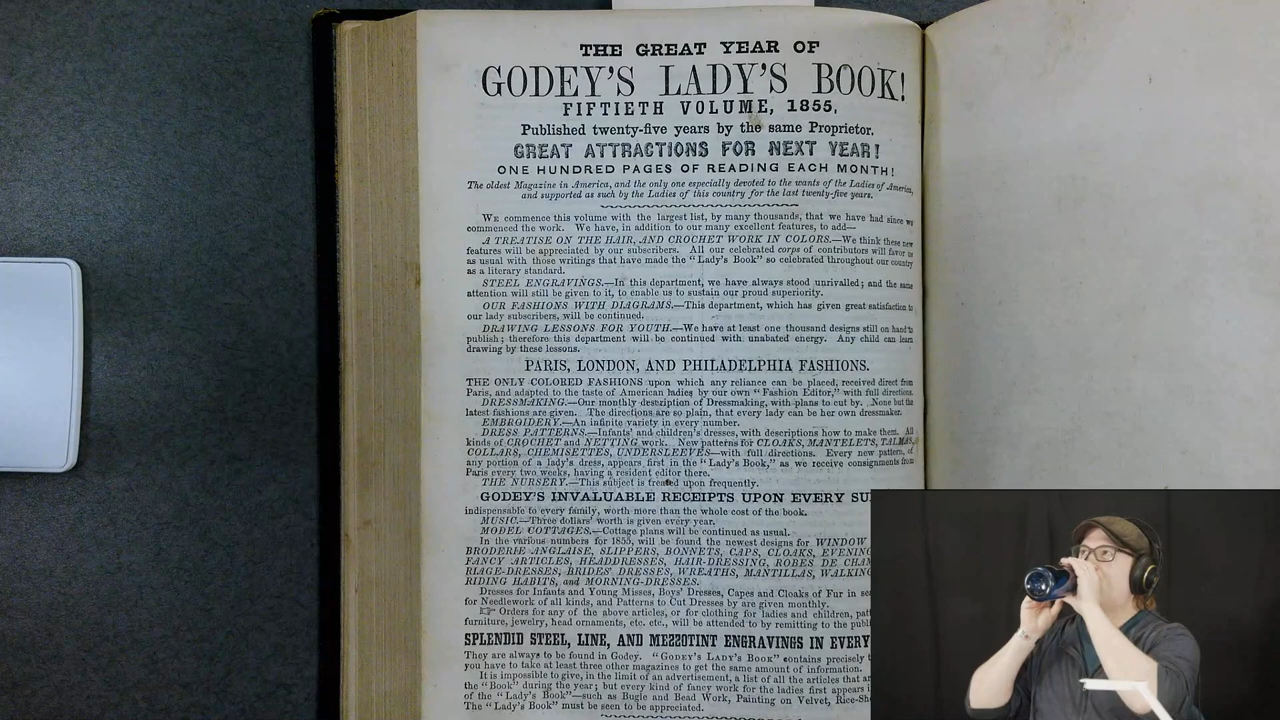 THE GREAT YEAR OF
GODEY'S LADY'S BOOK!
FIFTIETH VOLUME, 1855,
Published twenty-five years by the same Proprietor.
GREAT ATTRACTIONS FOR NEXT YEAR!
ONE HUNDRED PAGES OF READING EACH MONTH!
The oldest Magazine in America, and the only one especially devoted to the wants of the Ladies of America,
and supported as such by the Ladies of this country for the last twenty-five years.
WE commence this volume with the largest list, by many thousands, that we have had since we
commenced the work. We have, in addition to our many excellent features, to add—
A TREATISE ON THE HAIR, AND CROCHET WORK IN COLORS.—We think these new
features will be appreciated by our subscribers. All our celebrated corps of contributors will favor us
as usual with those writings that have made the "Lady's Book" so celebrated throughout our country
as a literary standard.
STEEL ENGRAVINGS.—In this department, we have always stood unrivalled; and the same
attention will still be given to it, to enable us to sustain our proud superiority.
OUR FASHIONS WITH DIAGRAMS.—This department, which has given great satisfaction to
our lady subscribers, will be continued.
DRAWING LESSONS FOR YOUTH.—We have at least one thousand designs still on hand to
publish; therefore this department will be continued with unabated energy. Any child can learn
drawing by these lessons.
PARIS, LONDON, AND PHILADELPHIA FASHIONS.
THE ONLY COLORED FASHIONS upon which any reliance can be placed, received direct from
Paris, and adapted to the taste of American ladies by our own "Fashion Editor," with full directions.
DRESSMAKING.—Our monthly description of Dressmaking, with plans to cut by. None but the
latest fashions are given. The directions are so plain, that every lady can be her own dressmaker.
EMBROIDERY.—An infinite variety in every number.
DRESS PATTERNS.—Infants' and children's dresses, with descriptions how to make them. All
kinds of CROCHET and NETTING work. New patterns for CLOAKS, MANTELETS, TALMAS,
COLLARS, CHEMISETTES, UNDERSLEEVES—with full directions. Every new pattern, of
any portion of a lady's dress, appears first in the "Lady's Book," as we receive consignments from
Paris every two weeks, having a resident editor there.
THE NURSERY.—This subject is treated upon frequently.
GODEY'S INVALUABLE RECEIPTS UPON EVERY SU
indispensable to every family, worth more than the whole cost of the book.
MUSIC.—Three dollars' worth is given every year.
MODEL COTTAGES.—Cottage plans will be continued as usual.
In the various numbers for 1855, will be found the newest designs for WINDOW
BRODERIE ANGLAISE, SLIPPERS, BONNETS, CAPS, CLOAKS, EVENING
FANCY ARTICLES, HEADDRESSES, HAIR-DRESSING, ROBES DE CHAM
RIAGE-DRESSES, BRIDES' DRESSES, WREATHS, MANTILLAS, WALKING
RIDING HABITS, and MORNING-DRESSES.
Dresses for Infants and Young Misses, Boys' Dresses, Capes and Cloaks of Fur in sea
for Needlework of all kinds, and Patterns to Cut Dresses by are given monthly.
☞ Orders for any of the above articles, or for clothing for ladies and children, patt
furniture, jewelry, head ornaments, etc. etc., will be attended to by remitting to the publi
SPLENDID STEEL, LINE, AND MEZZOTINT ENGRAVINGS IN EVERY
They are always to be found in Godey. "GODEY'S LADY'S BOOK" contains precisely t
you have to take at least three other magazines to get the same amount of information.
It is impossible to give, in the limit of an advertisement, a list of all the articles that a
the "Book" during the year; but every kind of fancy work for the ladies first appears i
of the "Lady's Book"—such as Bugle and Bead Work, Painting on Velvet, Rice-Sh
The "Lady's Book" must be seen to be appreciated.